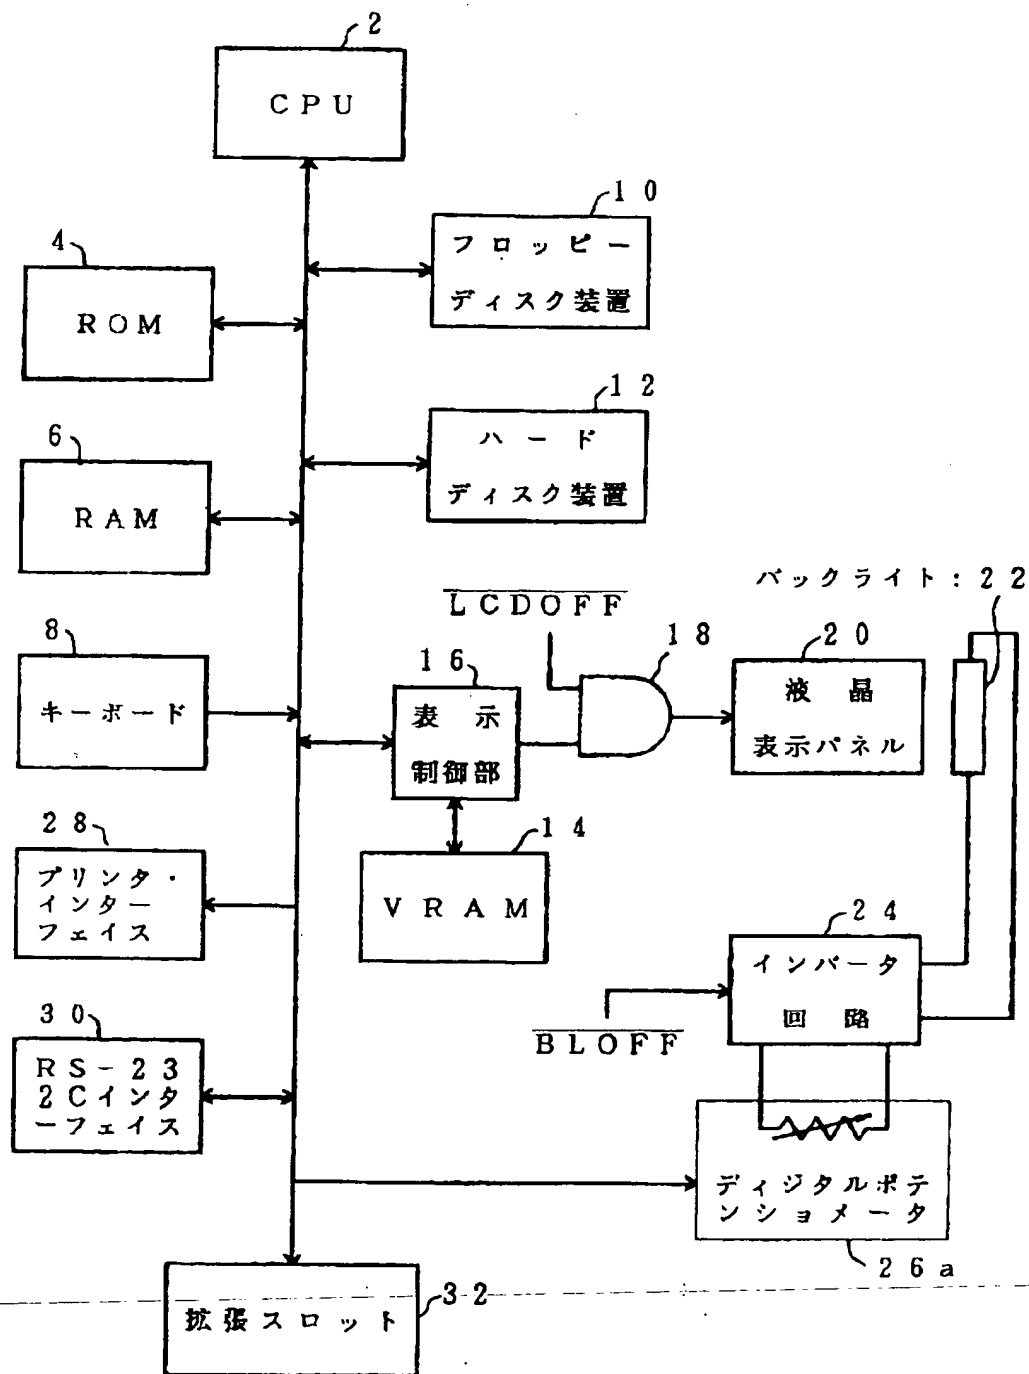 2
CPU
10
フロッピー
ディスク装置
4
ROM
12
ハード
ディスク装置
6
RAM
バックライト:22
LCDOFF
8
キーボード
16
表示
制御部
18
20
液晶
表示パネル
28
プリンタ・
インター
フェイス
14
VRAM
24
インバータ
回路
BLOFF
30
RS-23
2Cインタ
ーフェイス
ディジタルポテ
ンショメータ
26a
32
拡張スロット